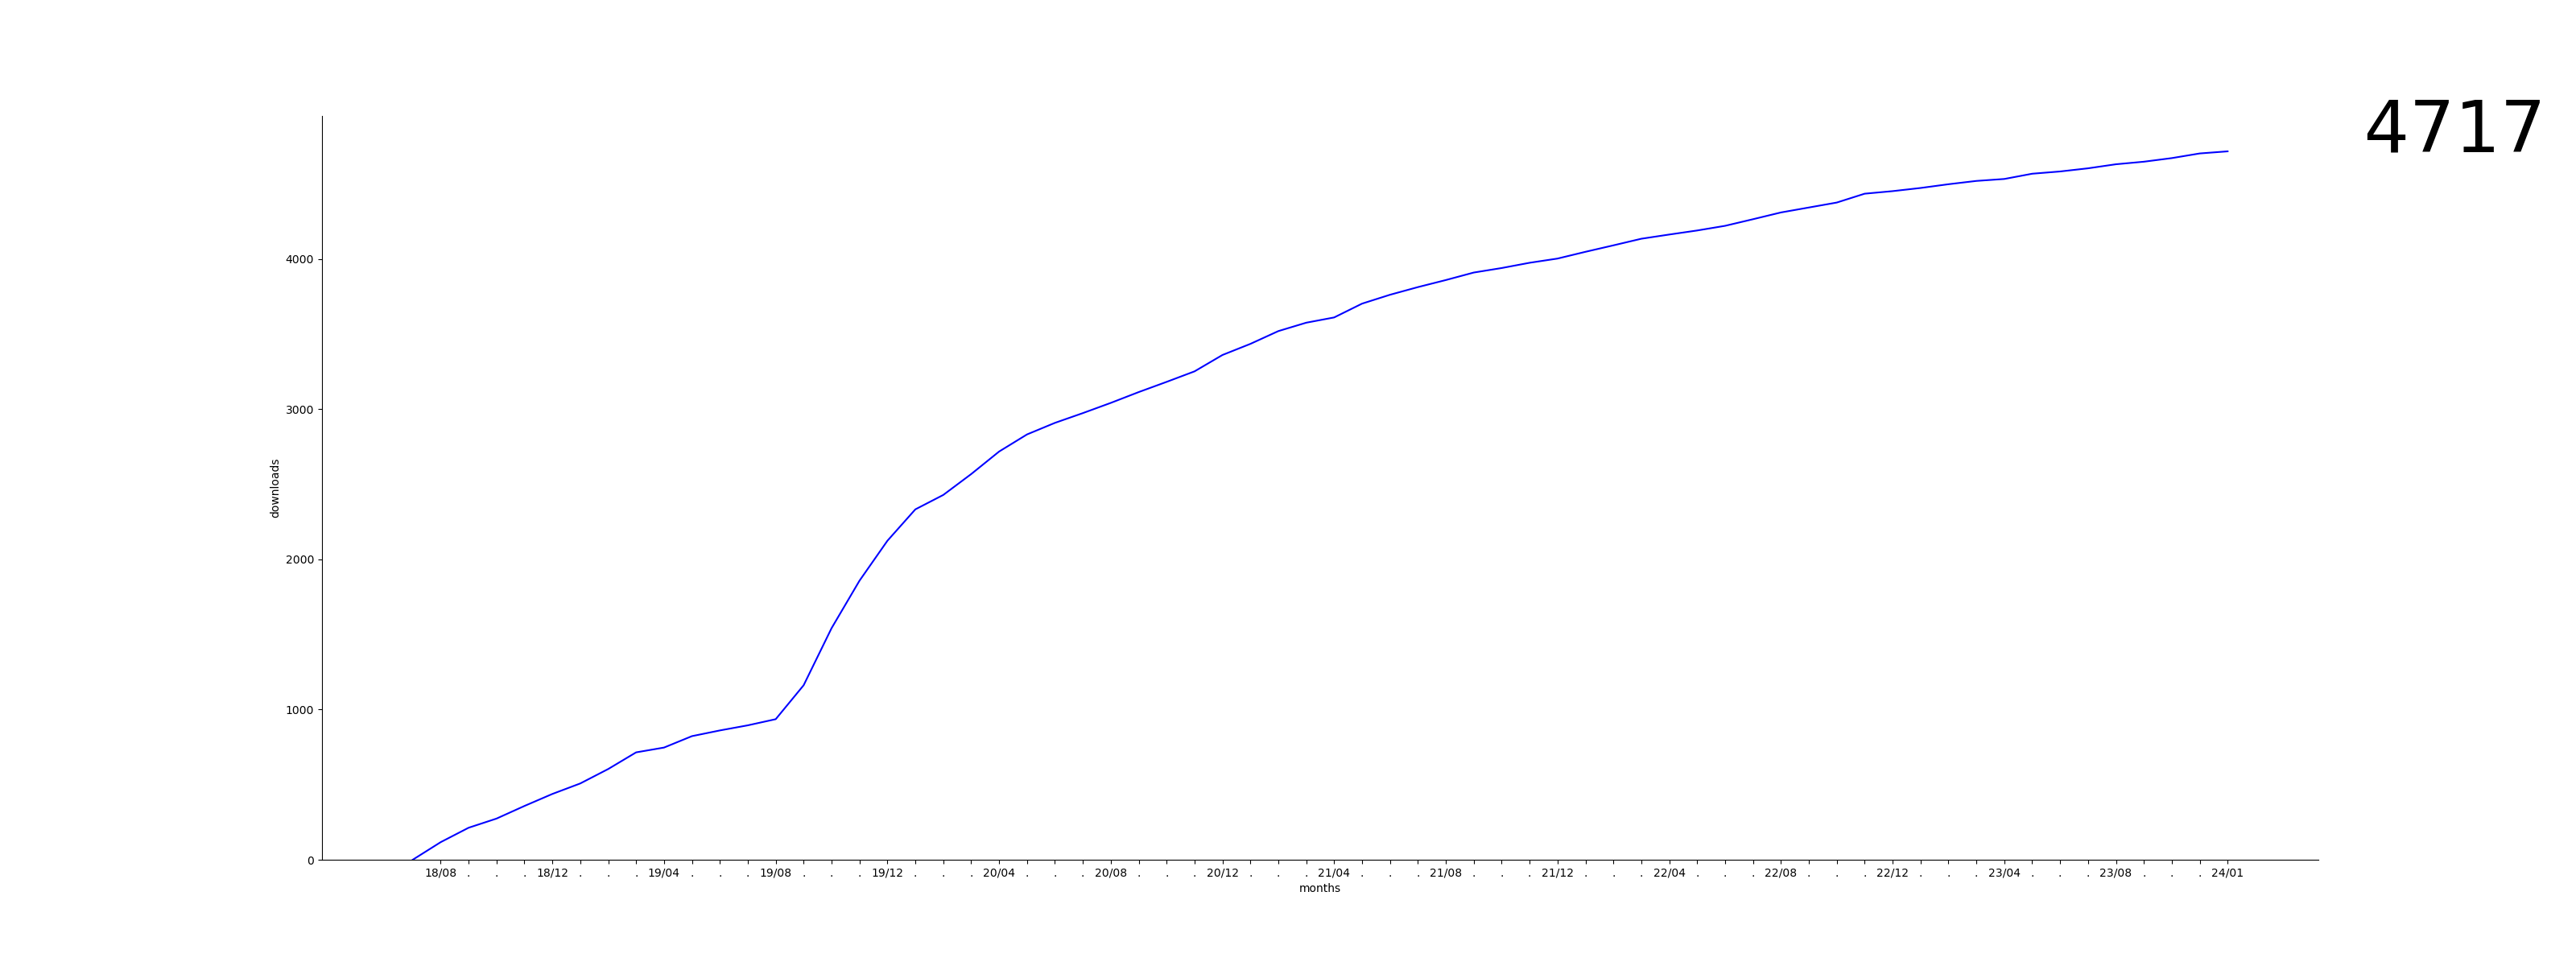 4717
4000
3000
downloads
2000
1000
0
18/08 . . . 18/12 . . . 19/04 . . . 19/08 . . . 19/12 . . . 20/04 . . . 20/08 . . . 20/12 . . . 21/04 . . . 21/08 . . . 21/12 . . . 22/04 . . . 22/08 . . . 22/12 . . . 23/04 . . . 23/08 . . . 24/01
months